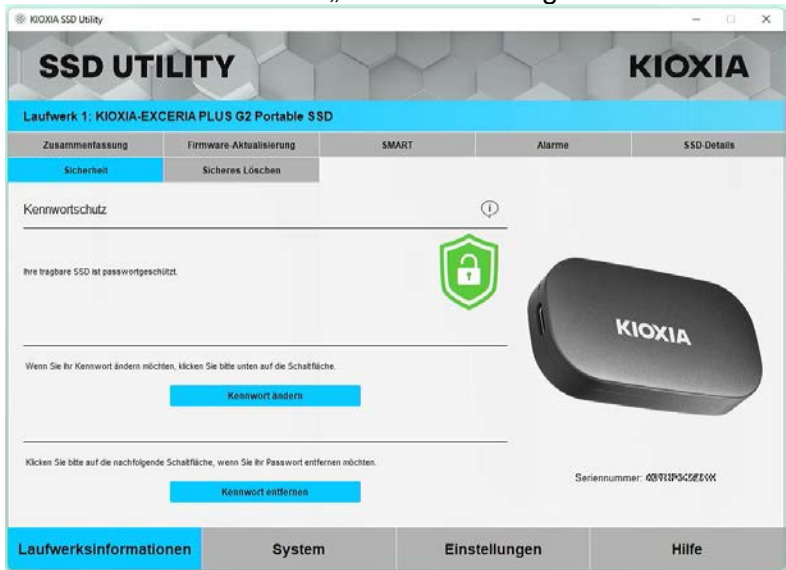 KIOXIA SSD Utility
SSD UTILITY
KIOXIA
Laufwerk 1: KIOXIA-EXCERIA PLUS G2 Portable SSD
Zusammenfassung Firmware-Aktualisierung SMART Alarme SSD-Details
Sicherheit Sicheres Löschen
Kennwortschutz
Ihre tragbare SSD ist passwortgeschützt.
KIOXIA
Wenn Sie Ihr Kennwort ändern möchten, klicken Sie bitte unten auf die Schaltfläche.
Kennwort ändern
Klicken Sie bitte auf die nachfolgende Schaltfläche, wenn Sie Ihr Passwort entfernen möchten.
Kennwort entfernen
Seriennummer:
Laufwerksinformationen System Einstellungen Hilfe